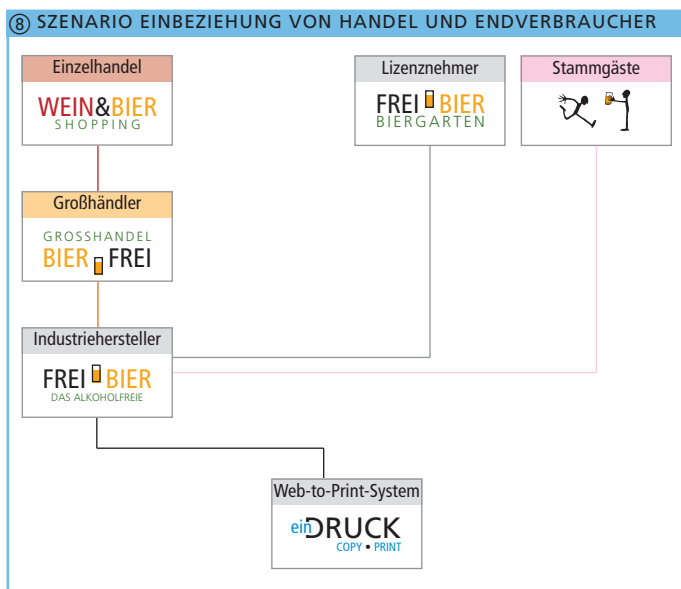 ⑧ SZENARIO EINBEZIEHUNG VON HANDEL UND ENDVERBRAUCHER
Einzelhandel
WEIN&BIER
SHOPPING
Lizenznehmer
FREI BIER
BIERGARTEN
Stammgäste
Großhändler
GROSSHANDEL
BIER FREI
Industriehersteller
FREI BIER
DAS ALKOHOLFREIE
Web-to-Print-System
einDRUCK
COPY • PRINT